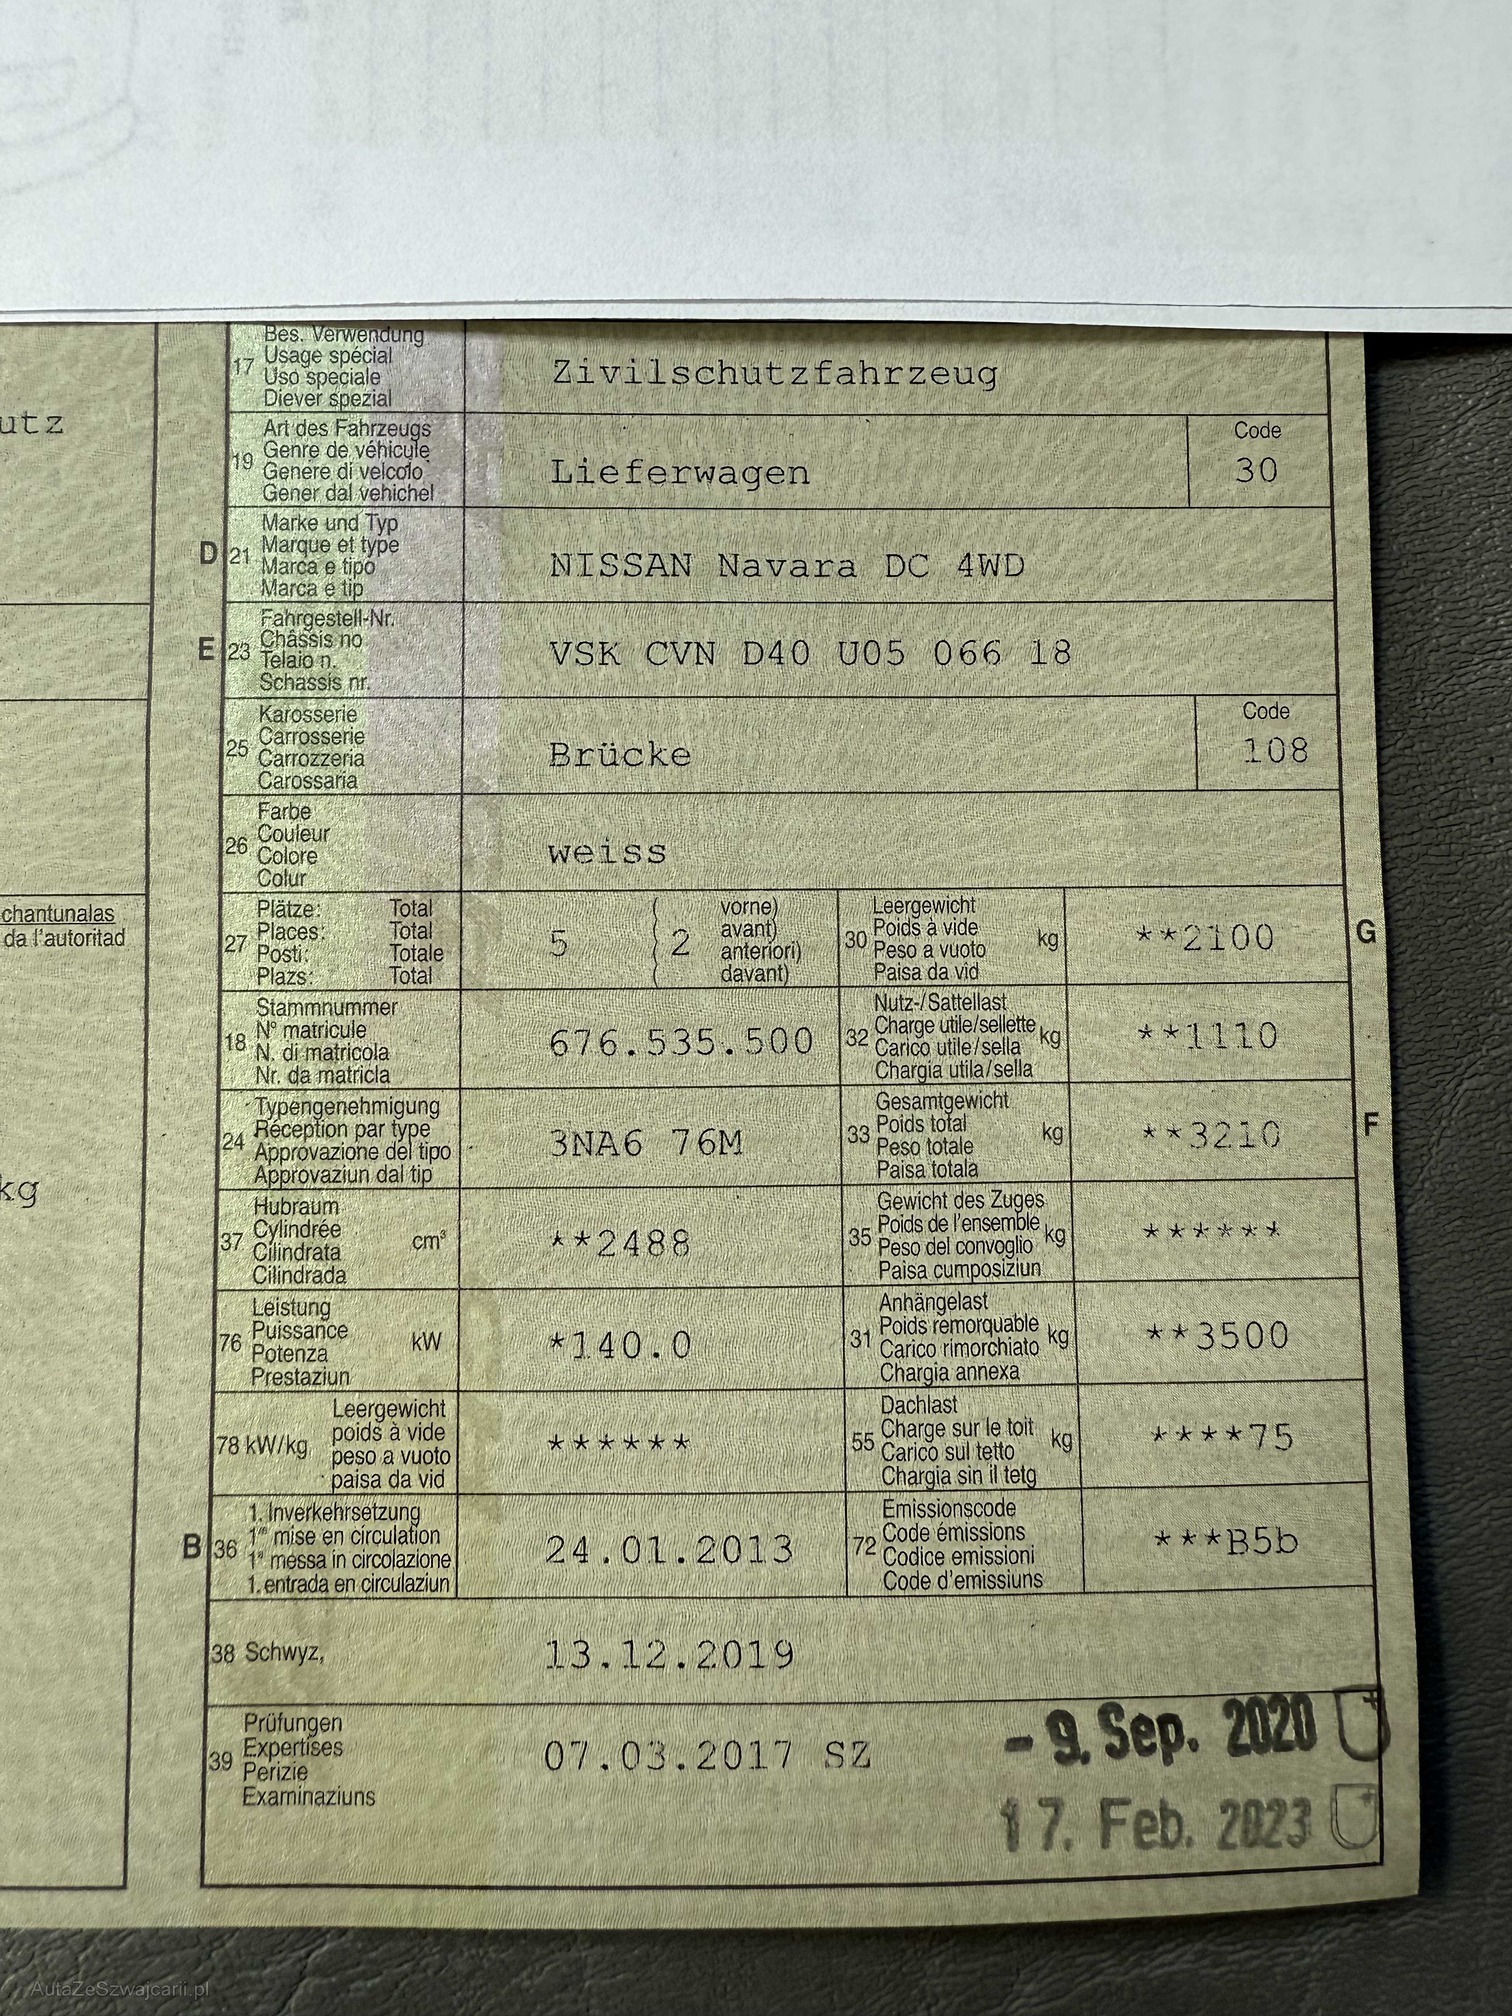 utz
chantunalas
da l'autoritad
kg
Bes. Verwendung
17 Usage spécial
Uso speciale
Diever spezial
Zivilschutzfahrzeug
Art des Fahrzeugs
19 Genre de véhicule
Genere di veicolo
Gener dal vehichel
Lieferwagen
Code
30
D 21 Marke und Typ
Marque et type
Marca e tipo
Marca e tip
NISSAN Navara DC 4WD
E 23 Fahrgestell-Nr.
Châssis no
Telaio n.
Schassis nr.
VSK CVN D40 U05 066 18
25 Karosserie
Carrosserie
Carrozzeria
Carossaria
Brücke
Code
108
26 Farbe
Couleur
Colore
Colur
weiss
27 Plätze: Total
Places: Total
Posti: Totale
Plazs: Total
5 ( 2 vorne)
avant)
anteriori)
davant)
30 Leergewicht
Poids à vide
Peso a vuoto kg
Paisa da vid
**2100
G
18 Stammnummer
N° matricule
N. di matricola
Nr. da matricla
676.535.500
32 Nutz-/Sattellast
Charge utile/sellette kg
Carico utile/sella
Chargia utila/sella
**1110
24 Typengenehmigung
Réception par type
Approvazione del tipo
Approvaziun dal tip
3NA6 76M
33 Gesamtgewicht
Poids total kg
Peso totale
Paisa totala
**3210
F
37 Hubraum
Cylindrée cm³
Cilindrata
Cilindrada
**2488
35 Gewicht des Zuges
Poids de l'ensemble kg
Peso del convoglio
Paisa cumposiziun
******
76 Leistung
Puissance kW
Potenza
Prestaziun
*140.0
31 Anhängelast
Poids remorquable kg
Carico rimorchiato
Chargia annexa
**3500
78 kW/kg Leergewicht
poids à vide
peso a vuoto
paisa da vid
******
55 Dachlast
Charge sur le toit kg
Carico sul tetto
Chargia sin il tetg
****75
B 36 1. Inverkehrsetzung
1re mise en circulation
1a messa in circolazione
1. entrada en circulaziun
24.01.2013
72 Emissionscode
Code émissions
Codice emissioni
Code d'emissiuns
***B5b
38 Schwyz,
13.12.2019
39 Prüfungen
Expertises
Perizie
Examinaziuns
07.03.2017 SZ
- 9. Sep. 2020
17. Feb. 2023
AutaZeSzwajcarii.pl